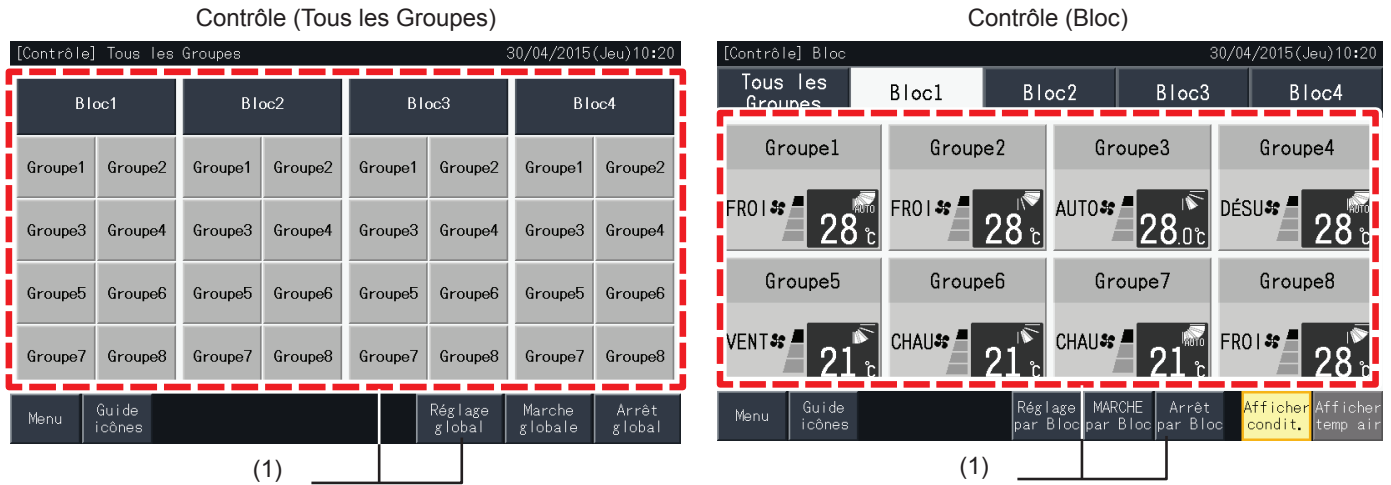 Contrôle (Tous les Groupes)
[Contrôle] Tous les Groupes 30/04/2015(Jeu)10:20
Bloc1 Bloc2 Bloc3 Bloc4
Groupe1 Groupe2 Groupe1 Groupe2 Groupe1 Groupe2 Groupe1 Groupe2
Groupe3 Groupe4 Groupe3 Groupe4 Groupe3 Groupe4 Groupe3 Groupe4
Groupe5 Groupe6 Groupe5 Groupe6 Groupe5 Groupe6 Groupe5 Groupe6
Groupe7 Groupe8 Groupe7 Groupe8 Groupe7 Groupe8 Groupe7 Groupe8
Menu Guide icônes Réglage global Marche globale Arrêt global
(1)
Contrôle (Bloc)
[Contrôle] Bloc 30/04/2015(Jeu)10:20
Tous les Groupes Bloc1 Bloc2 Bloc3 Bloc4
Groupe1 Groupe2 Groupe3 Groupe4
FROI AUTO 28℃ FROI 28℃ AUTO 28.0℃ DÉSU AUTO 28℃
Groupe5 Groupe6 Groupe7 Groupe8
VENT 21℃ CHAU 21℃ CHAU AUTO 21℃ FROI 28℃
Menu Guide icônes Réglage par Bloc MARCHE par Bloc Arrêt par Bloc Afficher condit. Afficher temp air
(1)